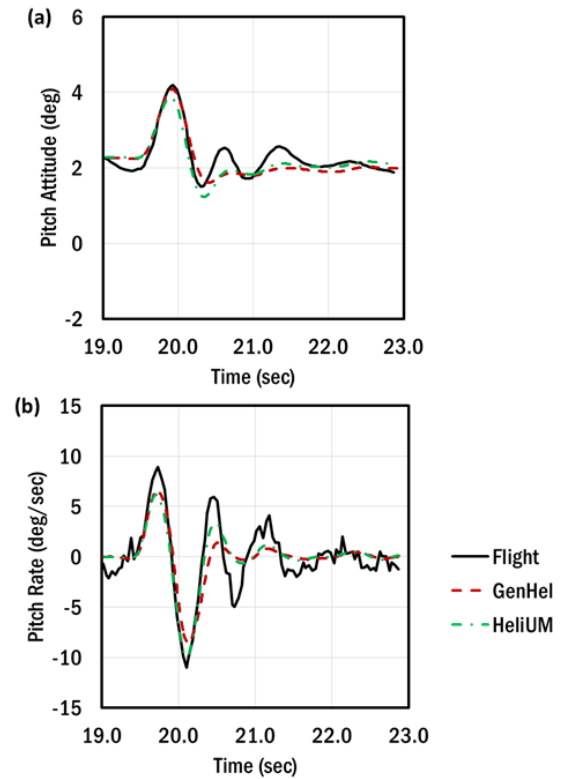 (a)
6
4
2
0
-2
Pitch Attitude (deg)
19.0 20.0 21.0 22.0 23.0
Time (sec)
(b)
15
10
5
0
-5
-10
-15
Pitch Rate (deg/sec)
19.0 20.0 21.0 22.0 23.0
Time (sec)
Flight
GenHel
HeliUM